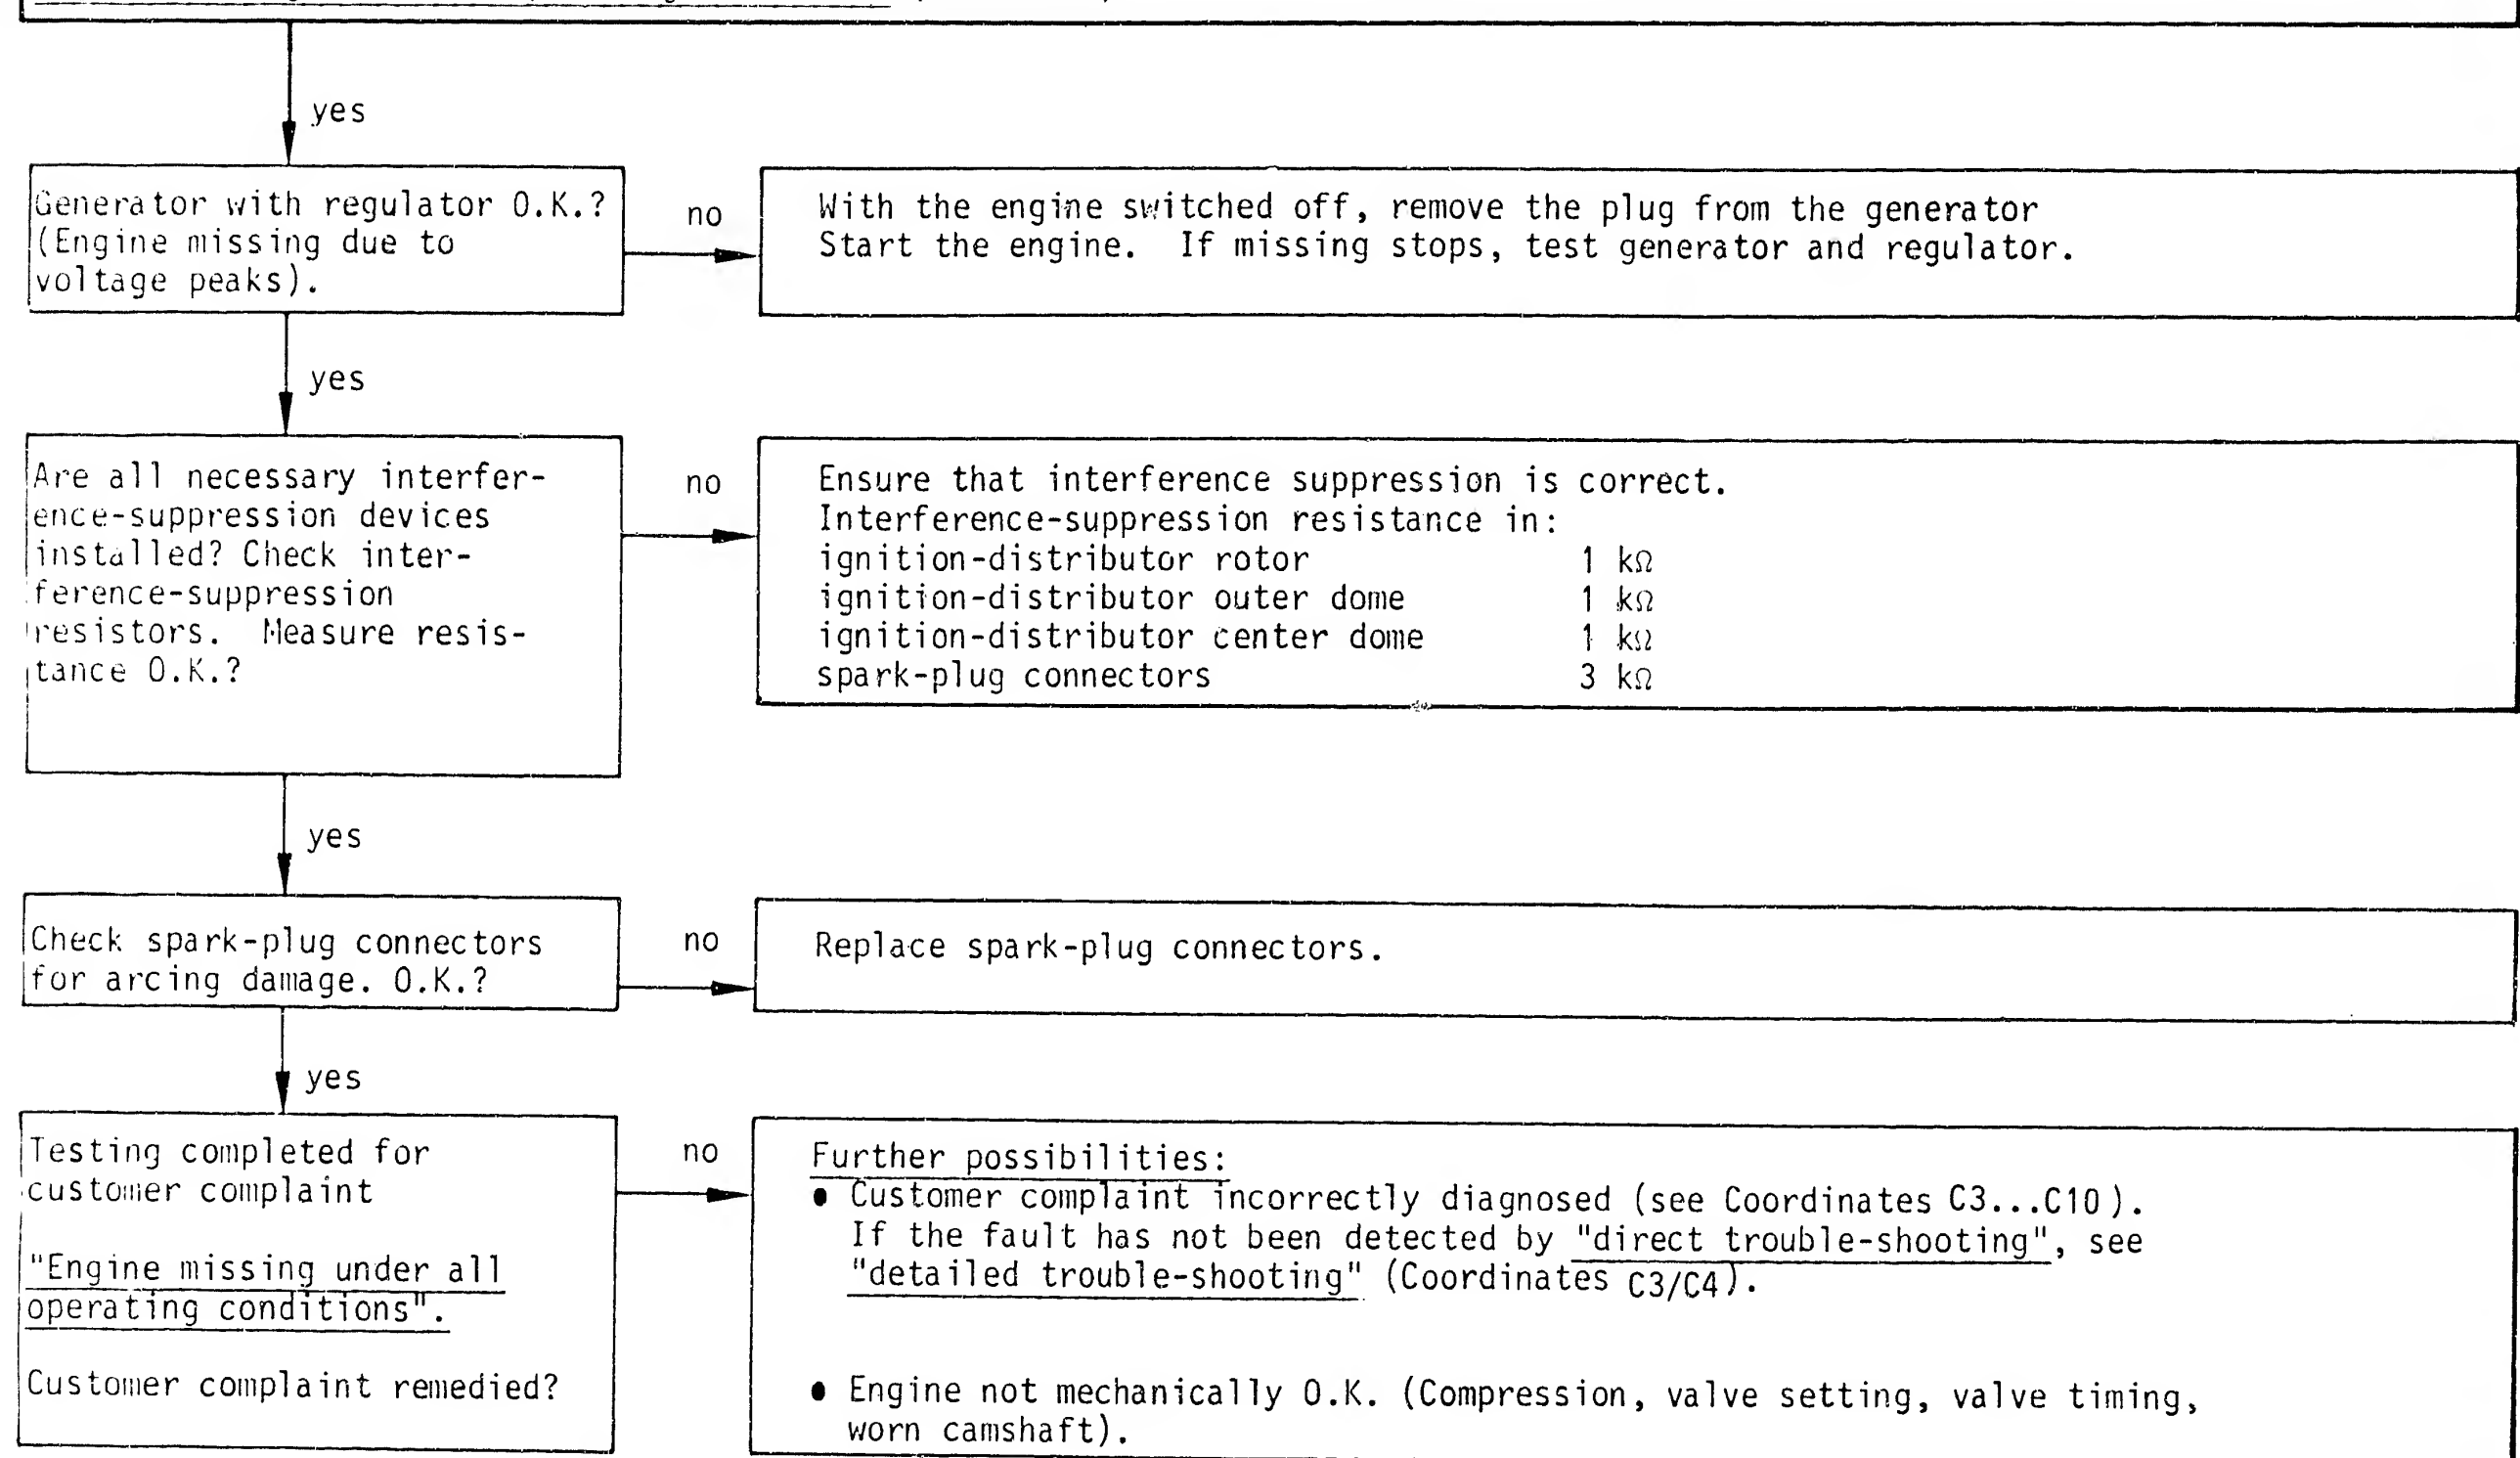 yes
Generator with regulator O.K.?
(Engine missing due to
voltage peaks).
no
With the engine switched off, remove the plug from the generator
Start the engine. If missing stops, test generator and regulator.
yes
Are all necessary interfer-
ence-suppression devices
installed? Check inter-
ference-suppression
resistors. Measure resis-
tance O.K.?
no
Ensure that interference suppression is correct.
Interference-suppression resistance in:
ignition-distributor rotor 1 kΩ
ignition-distributor outer dome 1 kΩ
ignition-distributor center dome 1 kΩ
spark-plug connectors 3 kΩ
yes
Check spark-plug connectors
for arcing damage. O.K.?
no
Replace spark-plug connectors.
yes
Testing completed for
customer complaint
"Engine missing under all
operating conditions".
Customer complaint remedied?
no
Further possibilities:
● Customer complaint incorrectly diagnosed (see Coordinates C3...C10).
If the fault has not been detected by "direct trouble-shooting", see
"detailed trouble-shooting" (Coordinates C3/C4).
● Engine not mechanically O.K. (Compression, valve setting, valve timing,
worn camshaft).